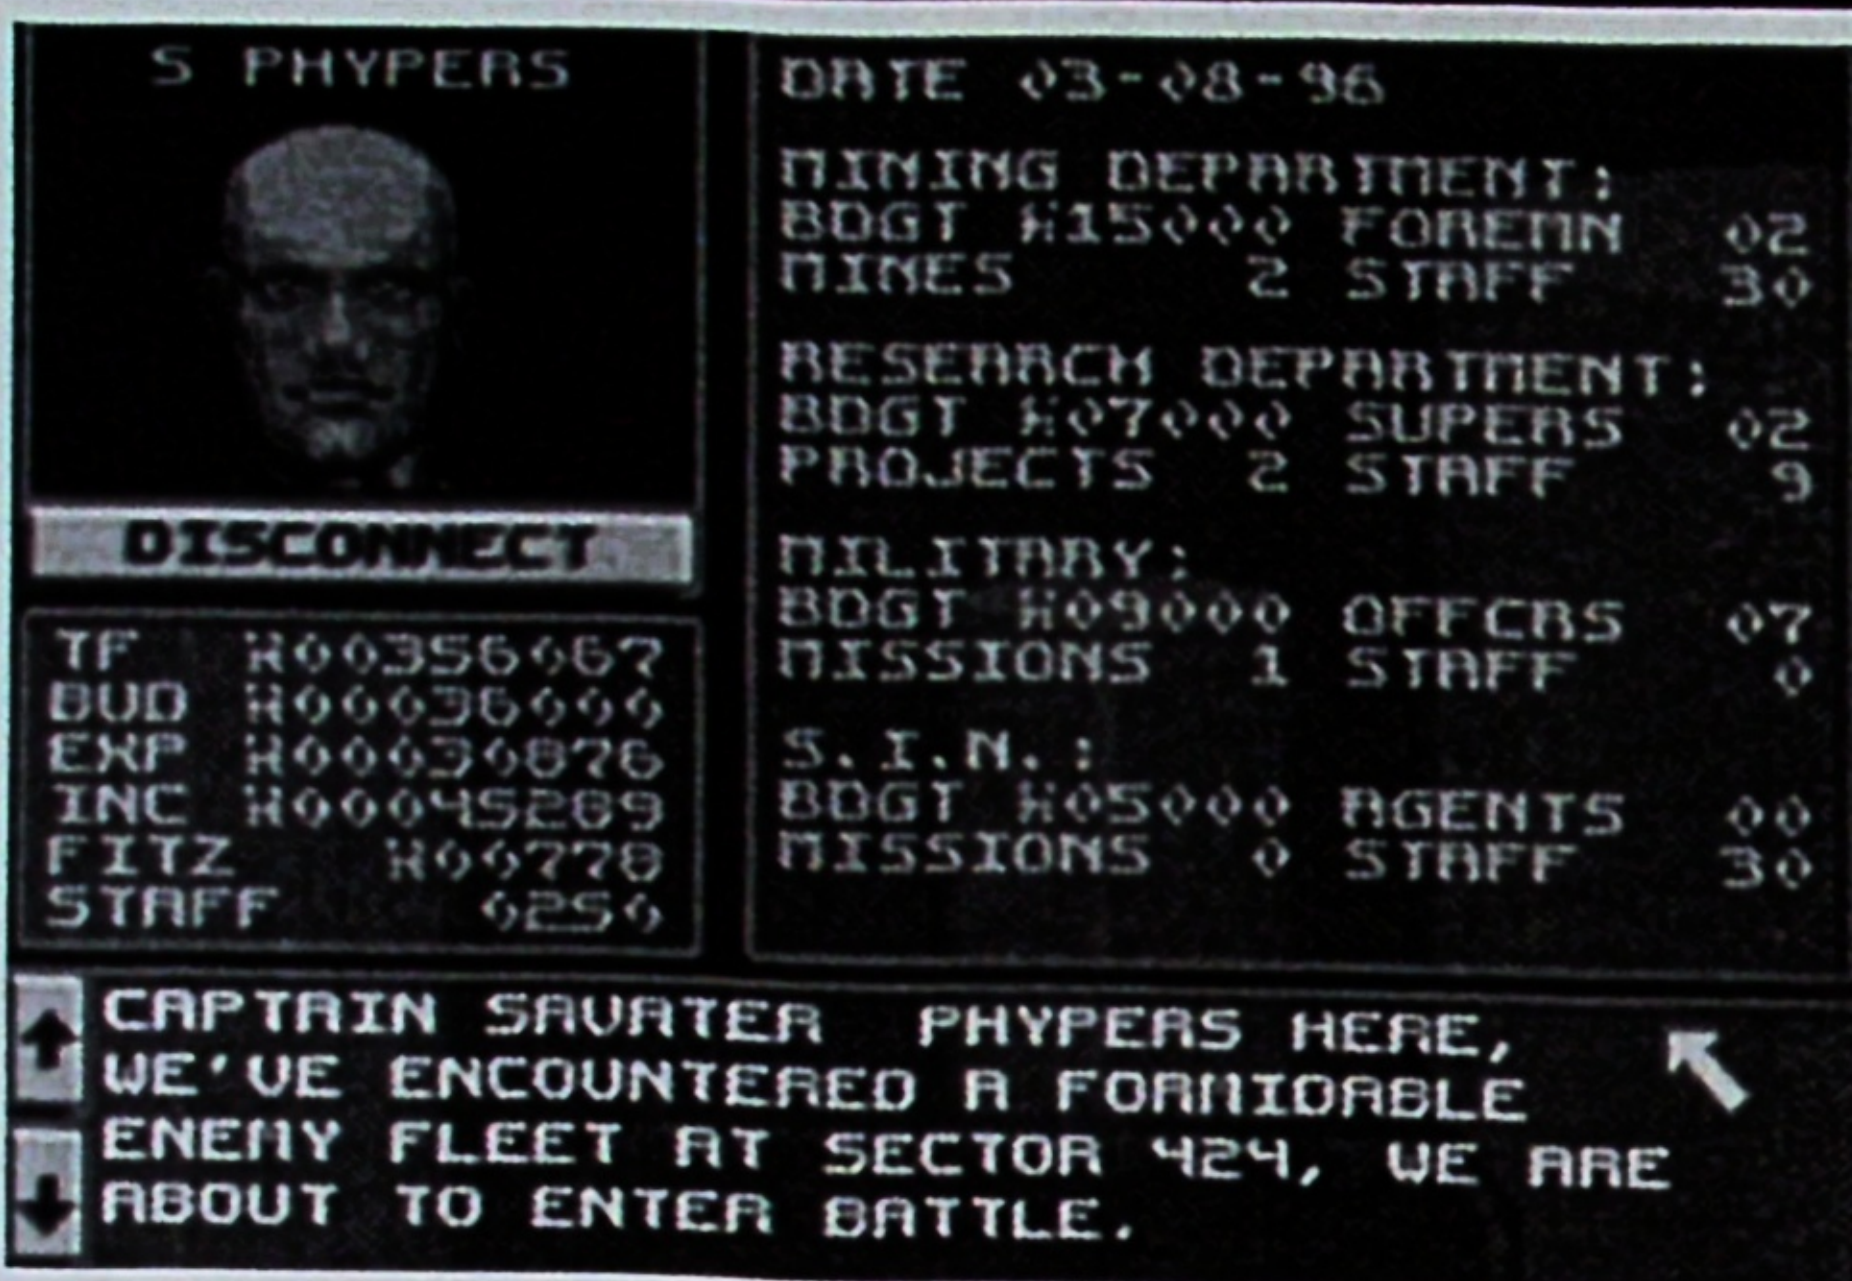 S PHYPERS
DISCONNECT
TF ₩00356067
BUD ₩00036000
EXP ₩00030876
INC ₩00045289
FITZ ₩00770
STAFF 0250
DATE 03-08-96
MINING DEPARTMENT:
BDGT ₩15000 FOREMN 02
MINES 2 STAFF 30
RESEARCH DEPARTMENT:
BDGT ₩07000 SUPERS 02
PROJECTS 2 STAFF 9
MILITARY:
BDGT ₩09000 OFFCRS 07
MISSIONS 1 STAFF 0
S.I.N.:
BDGT ₩05000 AGENTS 00
MISSIONS 0 STAFF 30
CAPTAIN SAVATER PHYPERS HERE,
WE'VE ENCOUNTERED A FORMIDABLE
ENEMY FLEET AT SECTOR 424, WE ARE
ABOUT TO ENTER BATTLE.